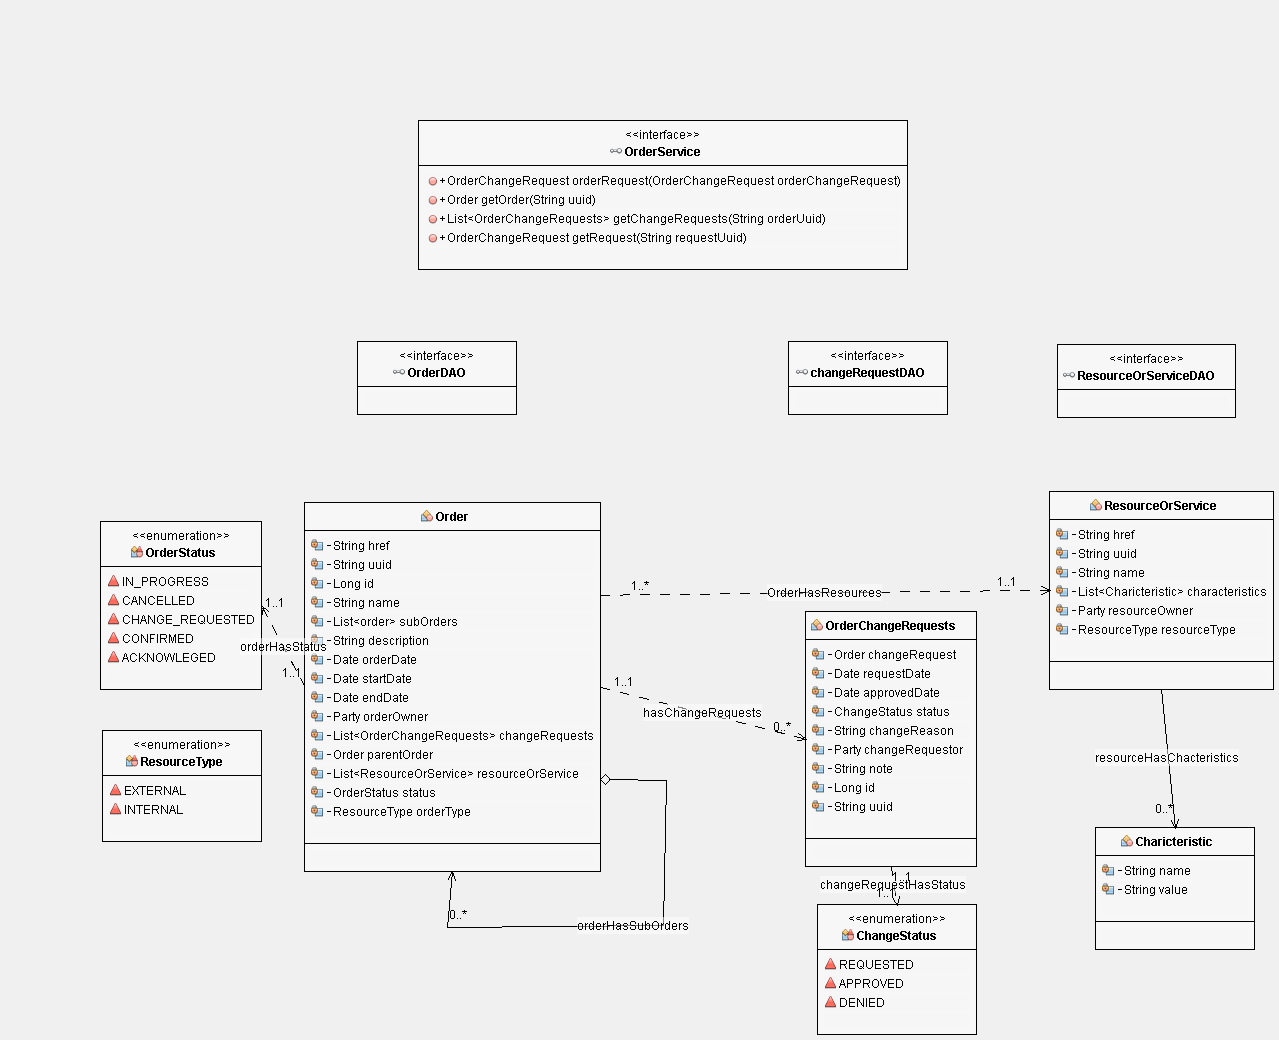 <<interface>>
OrderService
+OrderChangeRequest orderRequest(OrderChangeRequest orderChangeRequest)
+Order getOrder(String uuid)
+List<OrderChangeRequests> getChangeRequests(String orderUuid)
+OrderChangeRequest getRequest(String requestUuid)
<<interface>>
OrderDAO
<<interface>>
changeRequestDAO
<<interface>>
ResourceOrServiceDAO
<<enumeration>>
OrderStatus
IN_PROGRESS
CANCELLED
CHANGE_REQUESTED
CONFIRMED
ACKNOWLEGED
1..1
orderHasStatus
1..1
<<enumeration>>
ResourceType
EXTERNAL
INTERNAL
Order
-String href
-String uuid
-Long id
-String name
-List<order> subOrders
-String description
-Date orderDate
-Date startDate
-Date endDate
-Party orderOwner
-List<OrderChangeRequests> changeRequests
-Order parentOrder
-List<ResourceOrService> resourceOrService
-OrderStatus status
-ResourceType orderType
0..*
orderHasSubOrders
1..*
OrderHasResources
1..1
1..1
hasChangeRequests
0..*
OrderChangeRequests
-Order changeRequest
-Date requestDate
-Date approvedDate
-ChangeStatus status
-String changeReason
-Party changeRequestor
-String note
-Long id
-String uuid
1..1
changeRequestHasStatus
1..1
<<enumeration>>
ChangeStatus
REQUESTED
APPROVED
DENIED
ResourceOrService
-String href
-String uuid
-String name
-List<Charicteristic> characteristics
-Party resourceOwner
-ResourceType resourceType
resourceHasChacteristics
0..*
Charicteristic
-String name
-String value